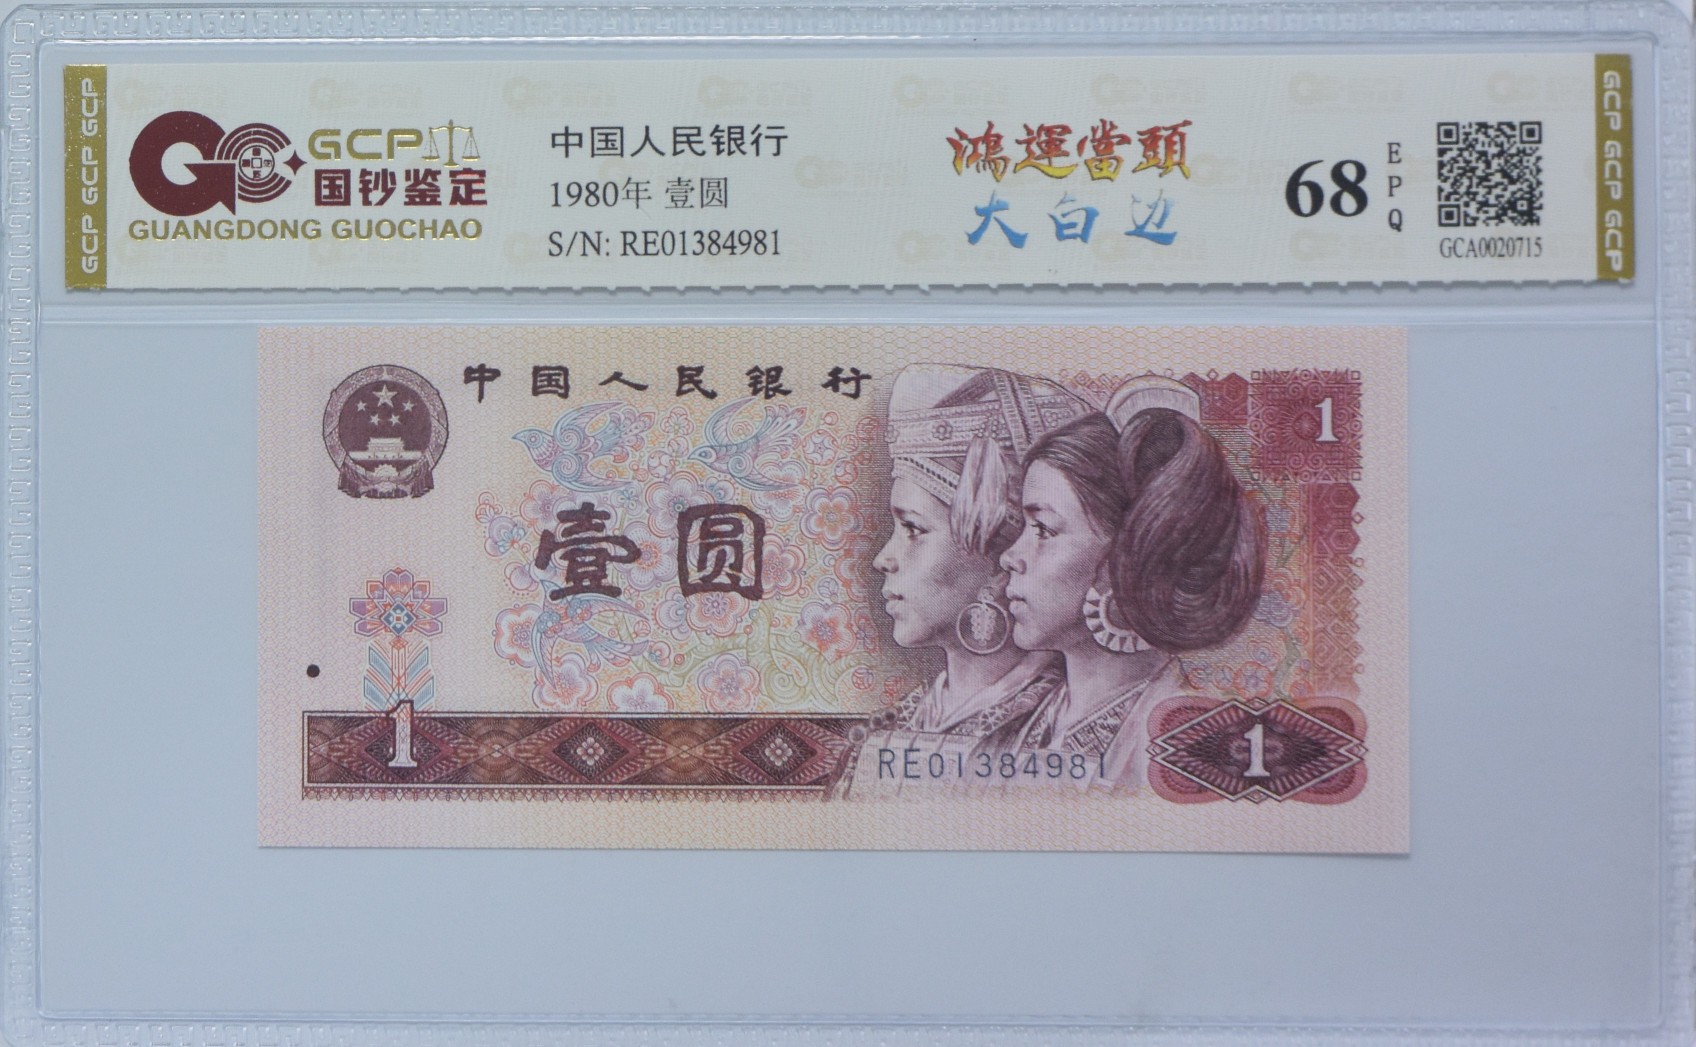 GCP GCP GCP
GCP
国钞鉴定
GUANGDONG GUOCHAO
中国人民银行
1980年 壹圆
S/N: RE01384981
鸿運當頭
大白边
68
EPQ
GCA0020715
GCP GCP GCP
中国人民银行
1
壹圆
1
RE01384981
1